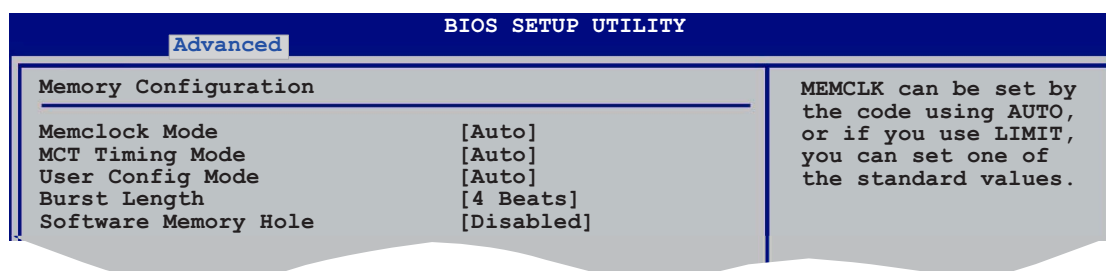 BIOS SETUP UTILITY
Advanced
Memory Configuration
Memclock Mode [Auto]
MCT Timing Mode [Auto]
User Config Mode [Auto]
Burst Length [4 Beats]
Software Memory Hole [Disabled]
MEMCLK can be set by
the code using AUTO,
or if you use LIMIT,
you can set one of
the standard values.